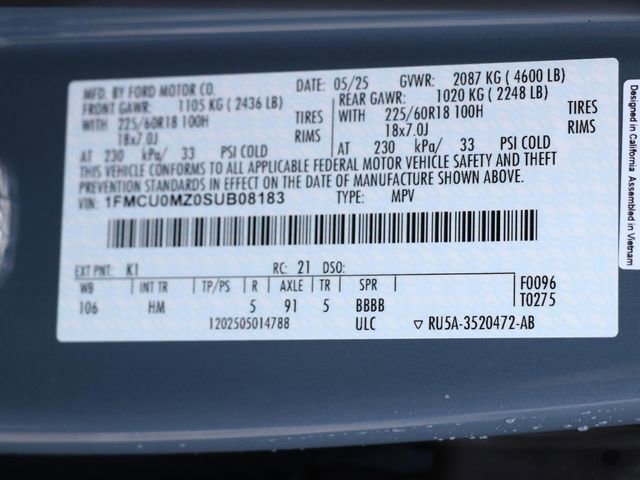 MFD. BY FORD MOTOR CO. DATE: 05/25 GVWR: 2087 KG ( 4600 LB)
FRONT GAWR: 1105 KG ( 2436 LB) REAR GAWR: 1020 KG ( 2248 LB)
WITH 225/60R18 100H TIRES WITH 225/60R18 100H TIRES
18x7.0J RIMS 18x7.0J RIMS
AT 230 kPa/ 33 PSI COLD AT 230 kPa/ 33 PSI COLD
THIS VEHICLE CONFORMS TO ALL APPLICABLE FEDERAL MOTOR VEHICLE SAFETY AND THEFT
PREVENTION STANDARDS IN EFFECT ON THE DATE OF MANUFACTURE SHOWN ABOVE.
VIN: 1FMCU0MZ0SUB08183 TYPE: MPV
EXT PNT: K1 RC: 21 DSO:
WB INT TR TP/PS R AXLE TR SPR F0096
106 HM 5 91 5 BBBB T0275
1202505014788 ULC ▽ RU5A-3520472-AB
Designed in California Assembled in Vietnam